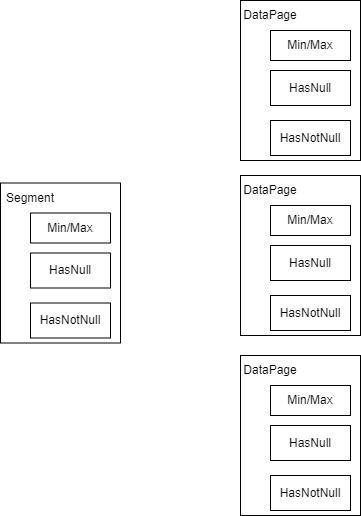 DataPage
Min/Max
HasNull
HasNotNull
Segment
Min/Max
HasNull
HasNotNull
DataPage
Min/Max
HasNull
HasNotNull
DataPage
Min/Max
HasNull
HasNotNull